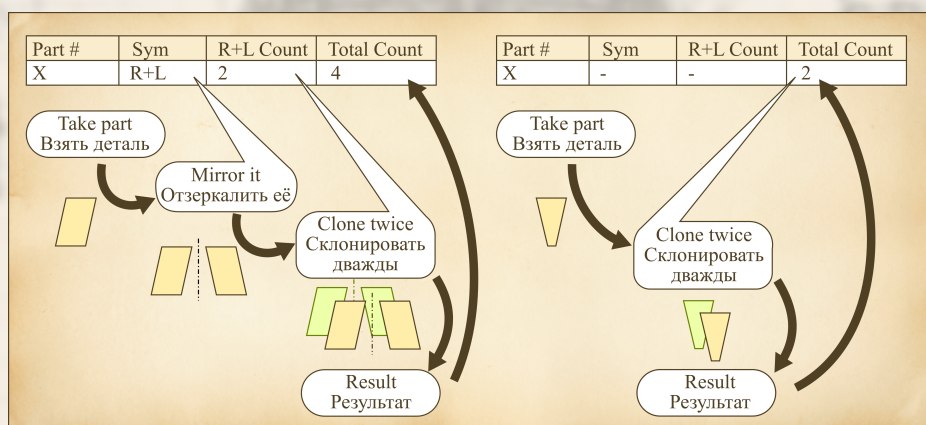 Part # Sym R+L Count Total Count
X R+L 2 4
Take part
Взять деталь
Mirror it
Отзеркалить её
Clone twice
Склонировать
дважды
Result
Результат
Part # Sym R+L Count Total Count
X - - 2
Take part
Взять деталь
Clone twice
Склонировать
дважды
Result
Результат